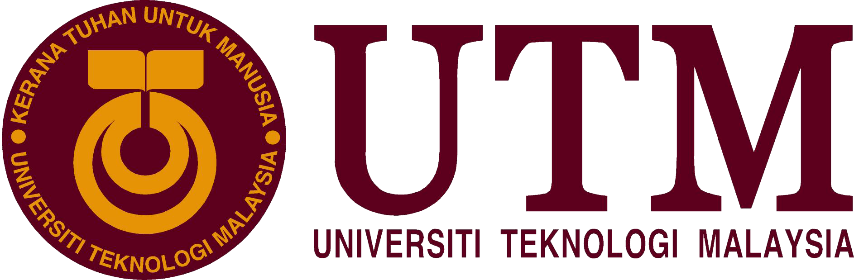 • KERANA TUHAN UNTUK MANUSIA •
UNIVERSITI TEKNOLOGI MALAYSIA
UTM
UNIVERSITI TEKNOLOGI MALAYSIA